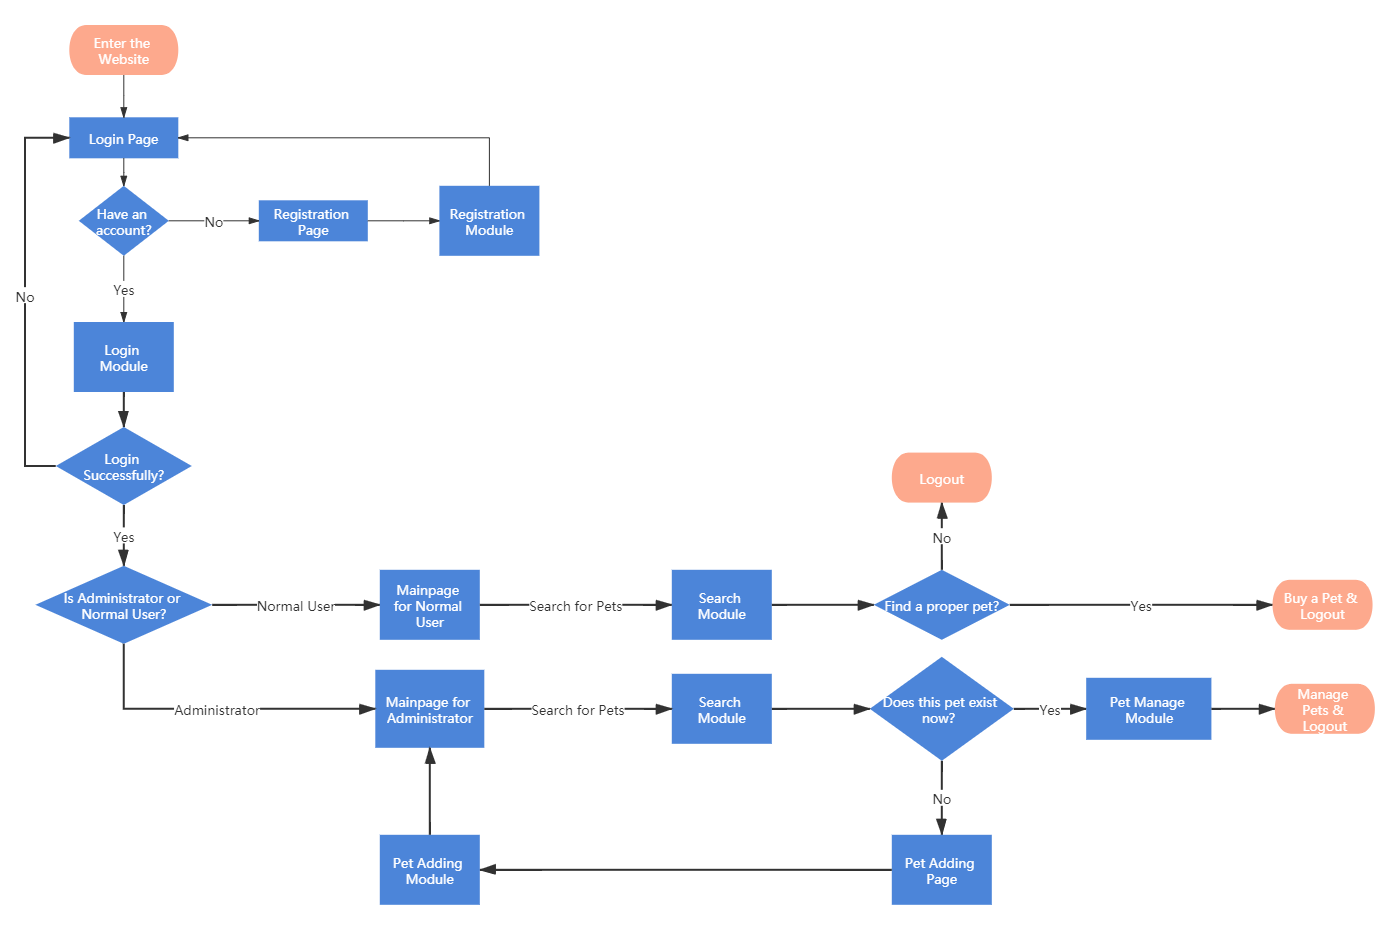 Enter the
Website
Login Page
Have an
account?
No
Registration
Page
Registration
Module
Yes
No
Login
Module
Login
Successfully?
Yes
Logout
No
Is Administrator or
Normal User?
Normal User
Mainpage
for Normal
User
Search for Pets
Search
Module
Find a proper pet?
Yes
Buy a Pet &
Logout
Administrator
Mainpage for
Administrator
Search for Pets
Search
Module
Does this pet exist
now?
Yes
Pet Manage
Module
Manage
Pets &
Logout
No
Pet Adding
Module
Pet Adding
Page